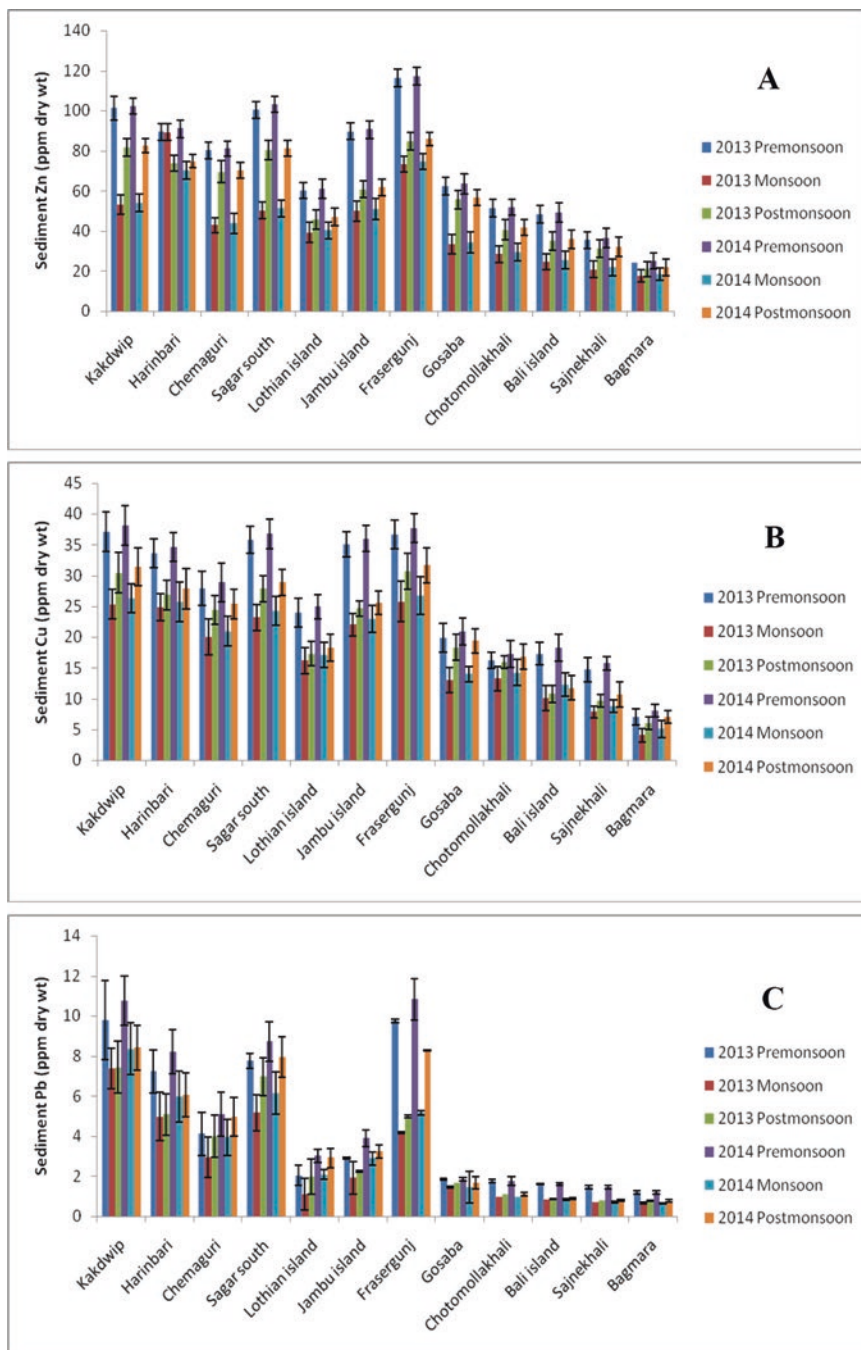 A
Sediment Zn (ppm dry wt)
140
120
100
80
60
40
20
0
Kakdwip
Harinbari
Chemaguri
Sagar south
Lothian island
Jambu island
Frasergunj
Gosaba
Chotomollakhali
Bali island
Sajnekhali
Bagmara
2013 Premonsoon
2013 Monsoon
2013 Postmonsoon
2014 Premonsoon
2014 Monsoon
2014 Postmonsoon
B
Sediment Cu (ppm dry wt)
45
40
35
30
25
20
15
10
5
0
Kakdwip
Harinbari
Chemaguri
Sagar south
Lothian island
Jambu island
Frasergunj
Gosaba
Chotomollakhali
Bali island
Sajnekhali
Bagmara
2013 Premonsoon
2013 Monsoon
2013 Postmonsoon
2014 Premonsoon
2014 Monsoon
2014 Postmonsoon
C
Sediment Pb (ppm dry wt)
14
12
10
8
6
4
2
0
Kakdwip
Harinbari
Chemaguri
Sagar south
Lothian island
Jambu island
Frasergunj
Gosaba
Chotomollakhali
Bali island
Sajnekhali
Bagmara
2013 Premonsoon
2013 Monsoon
2013 Postmonsoon
2014 Premonsoon
2014 Monsoon
2014 Postmonsoon